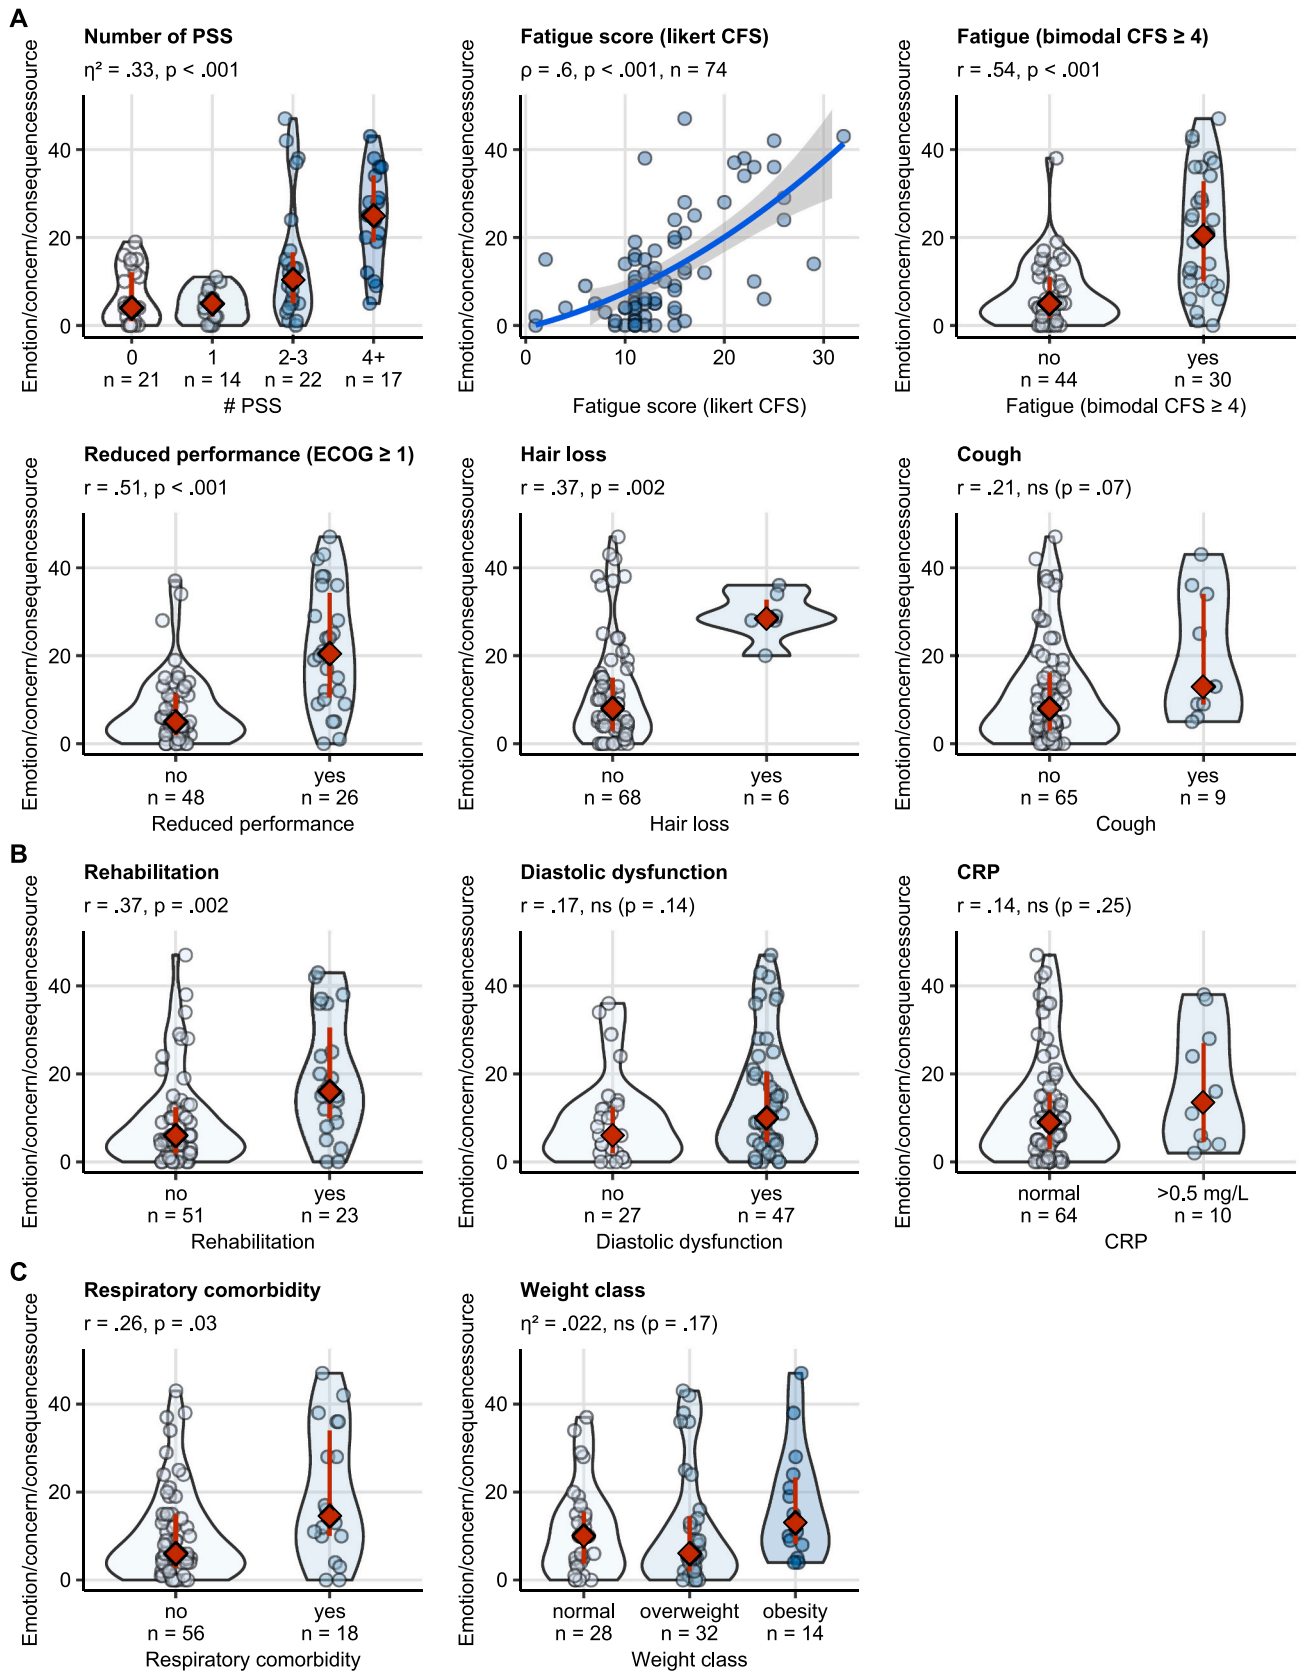 A
Number of PSS
η² = .33, p < .001
Emotion/concern/consequencessource
40
20
0
0 1 2-3 4+
n = 21 n = 14 n = 22 n = 17
# PSS
Fatigue score (likert CFS)
ρ = .6, p < .001, n = 74
Emotion/concern/consequencessource
40
20
0
0 10 20 30
Fatigue score (likert CFS)
Fatigue (bimodal CFS ≥ 4)
r = .54, p < .001
Emotion/concern/consequencessource
40
20
0
no yes
n = 44 n = 30
Fatigue (bimodal CFS ≥ 4)
Reduced performance (ECOG ≥ 1)
r = .51, p < .001
Emotion/concern/consequencessource
40
20
0
no yes
n = 48 n = 26
Reduced performance
Hair loss
r = .37, p = .002
Emotion/concern/consequencessource
40
20
0
no yes
n = 68 n = 6
Hair loss
Cough
r = .21, ns (p = .07)
Emotion/concern/consequencessource
40
20
0
no yes
n = 65 n = 9
Cough
B
Rehabilitation
r = .37, p = .002
Emotion/concern/consequencessource
40
20
0
no yes
n = 51 n = 23
Rehabilitation
Diastolic dysfunction
r = .17, ns (p = .14)
Emotion/concern/consequencessource
40
20
0
no yes
n = 27 n = 47
Diastolic dysfunction
CRP
r = .14, ns (p = .25)
Emotion/concern/consequencessource
40
20
0
normal >0.5 mg/L
n = 64 n = 10
CRP
C
Respiratory comorbidity
r = .26, p = .03
Emotion/concern/consequencessource
40
20
0
no yes
n = 56 n = 18
Respiratory comorbidity
Weight class
η² = .022, ns (p = .17)
Emotion/concern/consequencessource
40
20
0
normal overweight obesity
n = 28 n = 32 n = 14
Weight class